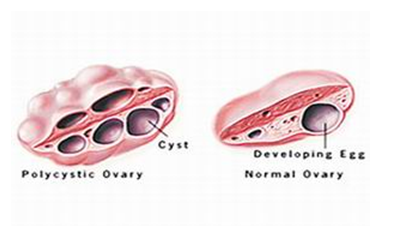 Cyst
Polycystic Ovary
Developing Egg
Normal Ovary